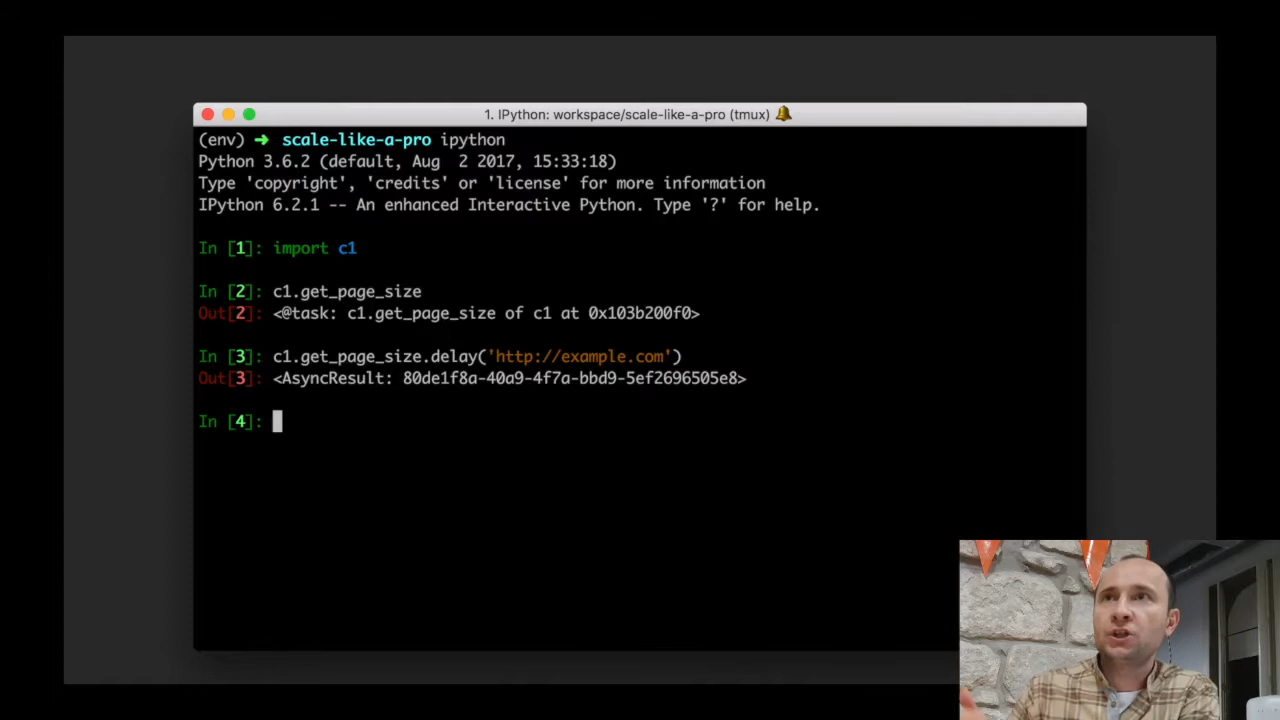 1. IPython: workspace/scale-like-a-pro (tmux) 🔔
(env) ➜ scale-like-a-pro ipython
Python 3.6.2 (default, Aug  2 2017, 15:33:18)
Type 'copyright', 'credits' or 'license' for more information
IPython 6.2.1 -- An enhanced Interactive Python. Type '?' for help.
In [1]: import c1
In [2]: c1.get_page_size
Out[2]: <@task: c1.get_page_size of c1 at 0x103b200f0>
In [3]: c1.get_page_size.delay('http://example.com')
Out[3]: <AsyncResult: 80de1f8a-40a9-4f7a-bbd9-5ef2696505e8>
In [4]: